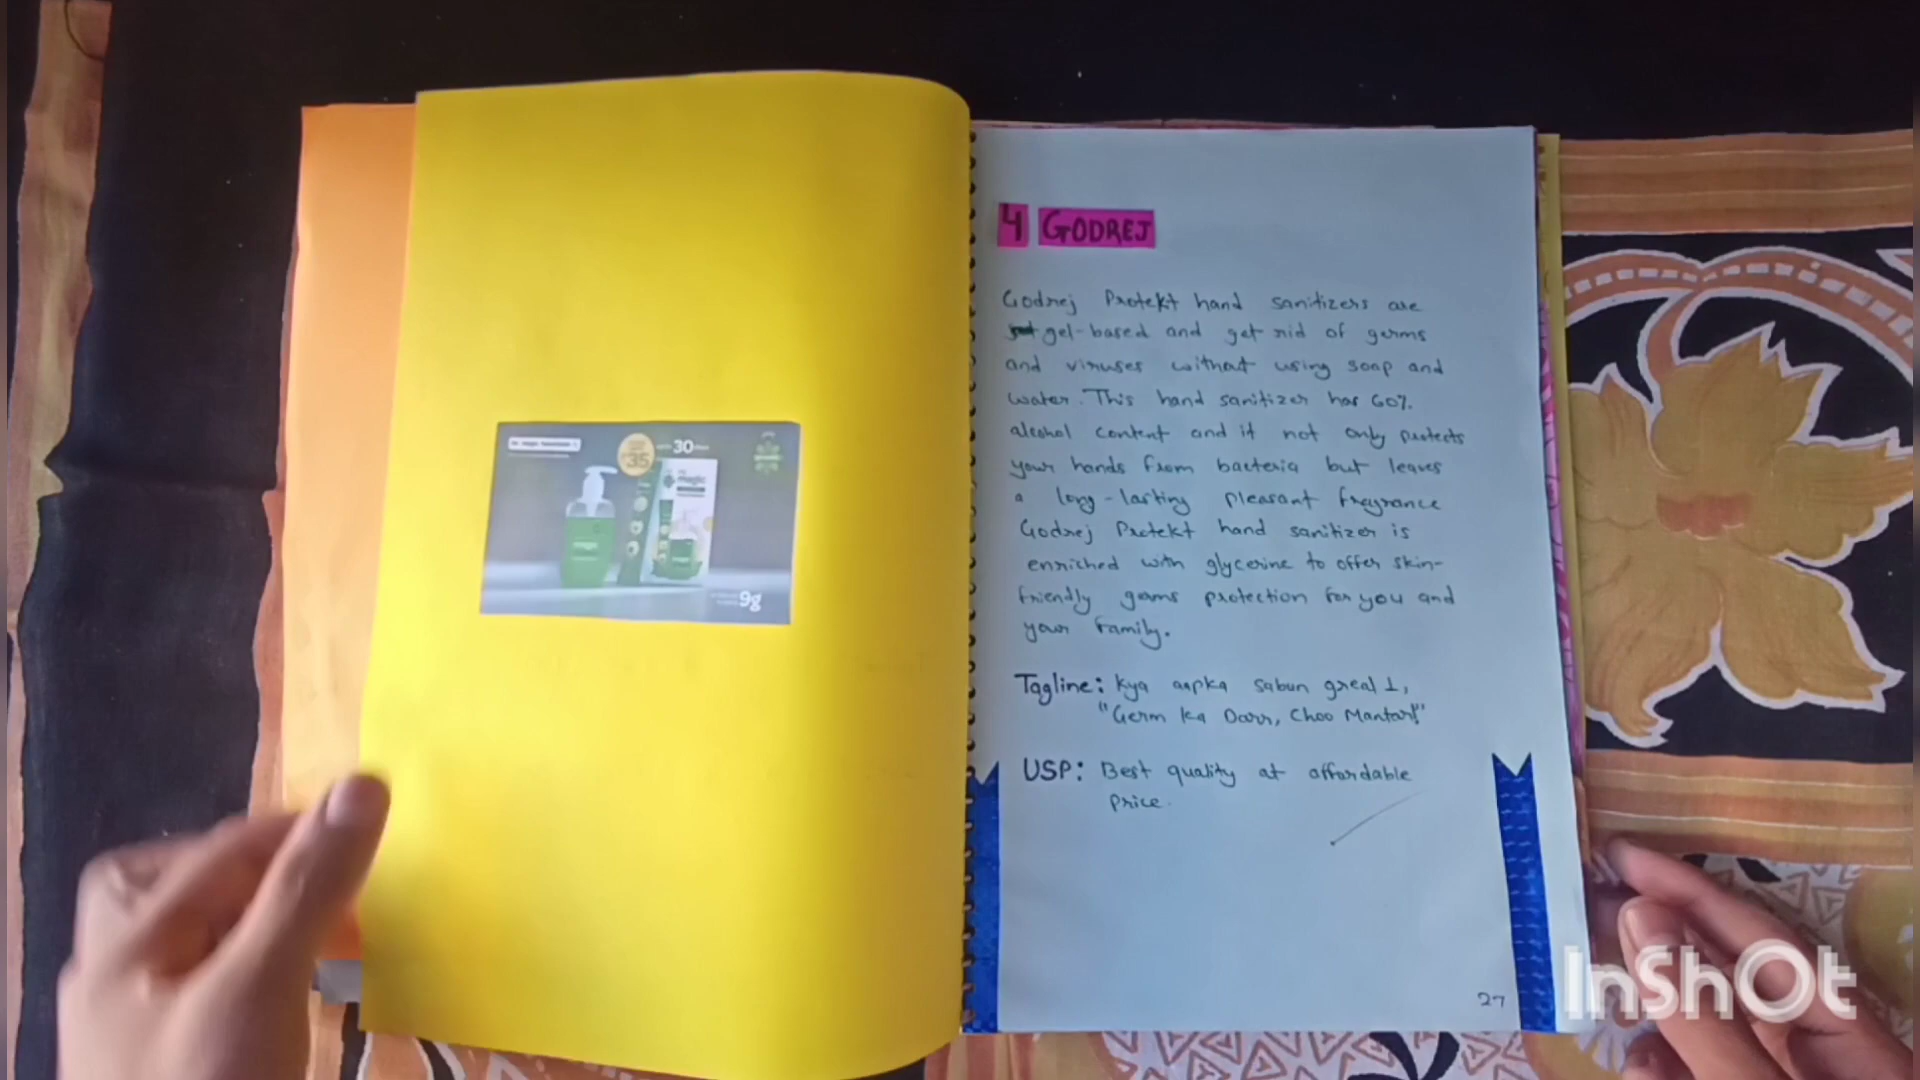 35
30
magic
9g
4 GODREJ
Godrej Protekt hand sanitizers are
gel-based and get rid of germs
and viruses without using soap and
water. This hand sanitizer has 60%
alcohol content and it not only protects
your hands from bacteria but leaves
a long-lasting pleasant fragrance
Godrej Protekt hand sanitizer is
enriched with glycerine to offer skin-
friendly germs protection for you and
your family.
Tagline: Kya aapka sabun
"Germ Ka Darr, Choo Mantar!"
USP: Best quality at affordable
price.
27
InShOt